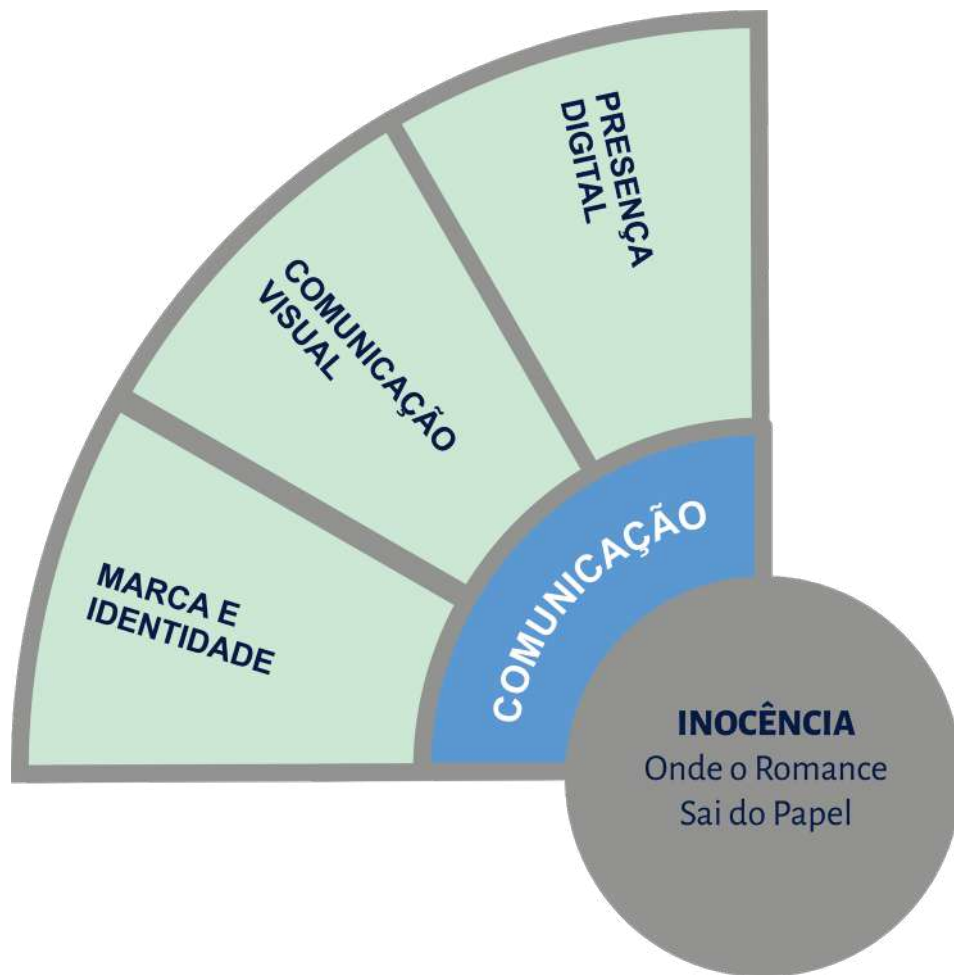 PRESENÇA
DIGITAL
COMUNICAÇÃO
VISUAL
MARCA E
IDENTIDADE
COMUNICAÇÃO
INOCÊNCIA
Onde o Romance
Sai do Papel